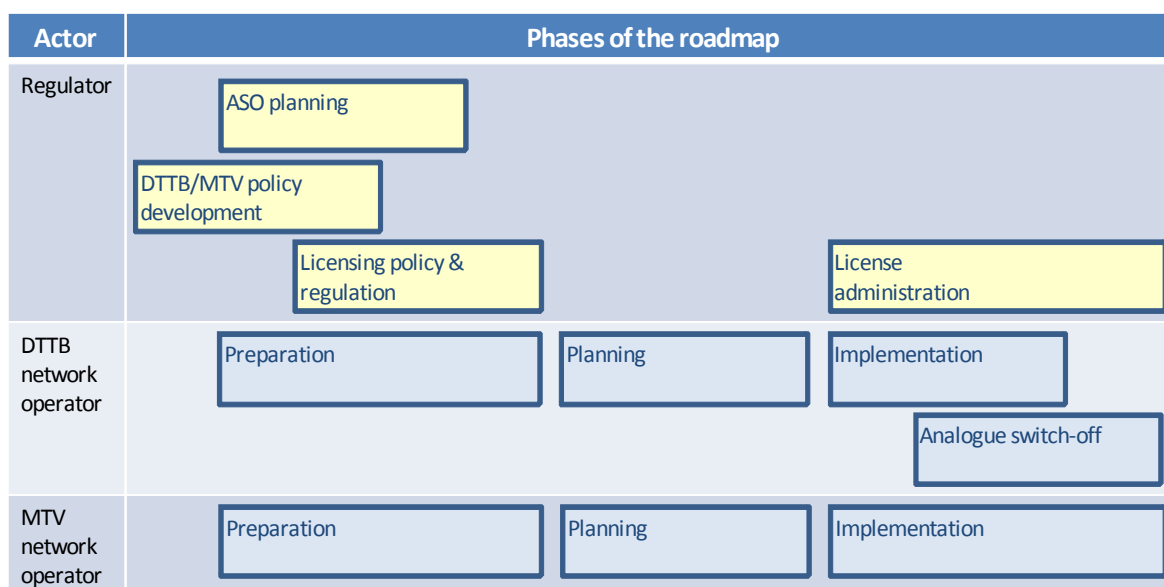 Actor
Phases of the roadmap
Regulator
ASO planning
DTTB/MTV policy
development
Licensing policy &
regulation
License
administration
DTTB
network
operator
Preparation
Planning
Implementation
Analogue switch-off
MTV
network
operator
Preparation
Planning
Implementation